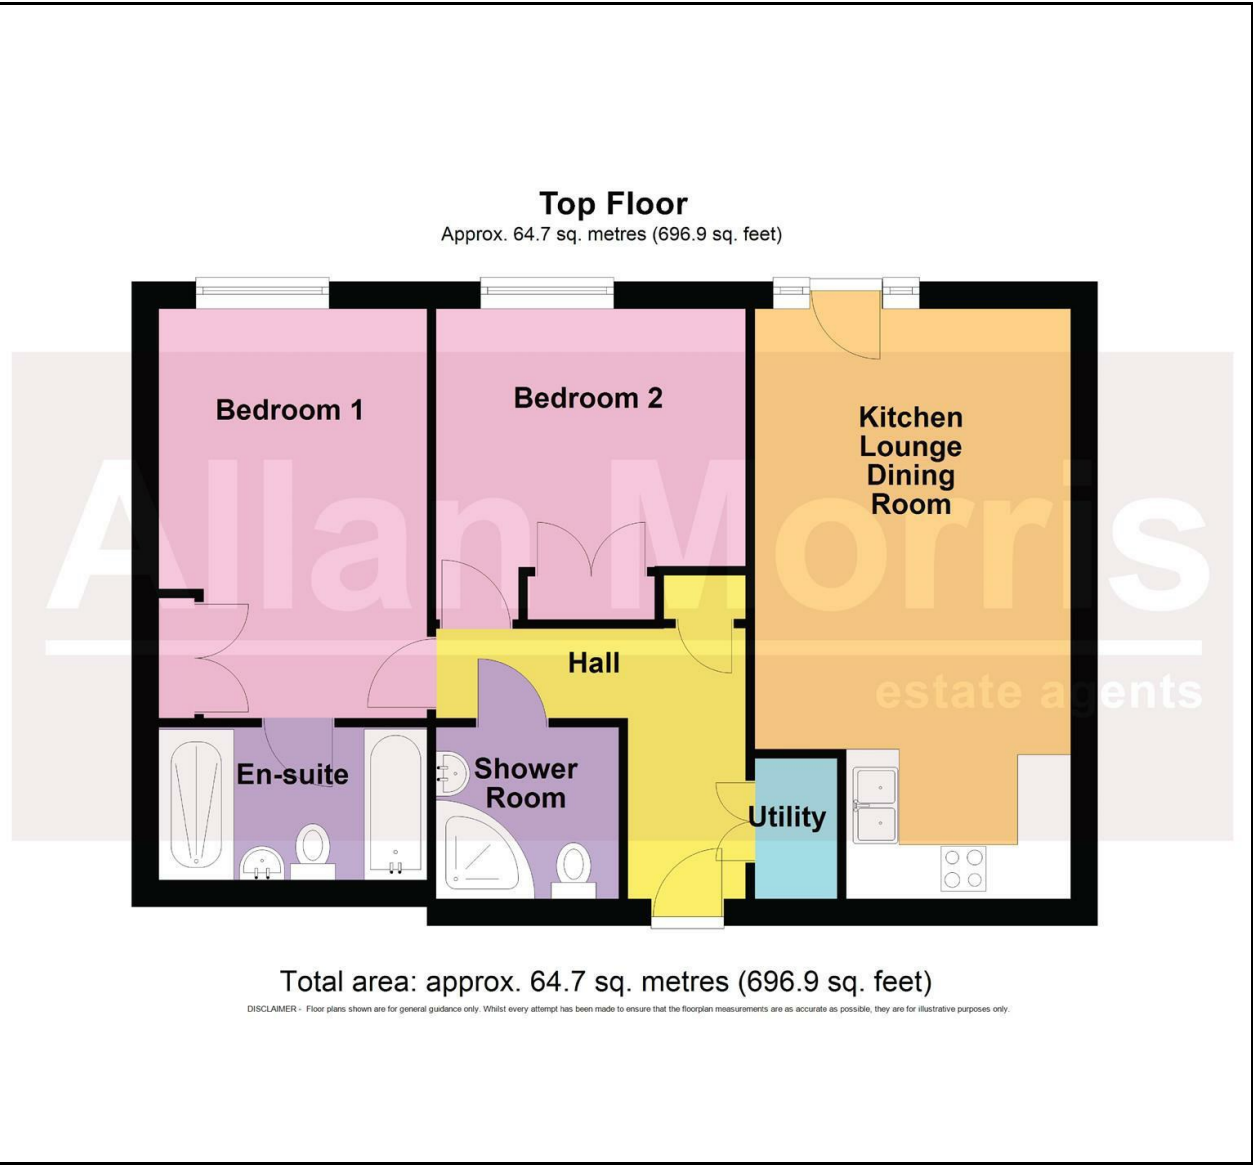 Top Floor
Approx. 64.7 sq. metres (696.9 sq. feet)
Bedroom 1
Bedroom 2
Kitchen
Lounge
Dining
Room
Allan Morris
estate agents
Hall
En-suite
Shower
Room
Utility
Total area: approx. 64.7 sq. metres (696.9 sq. feet)
DISCLAIMER - Floor plans shown are for general guidance only. Whilst every attempt has been made to ensure that the floorplan measurements are as accurate as possible, they are for illustrative purposes only.